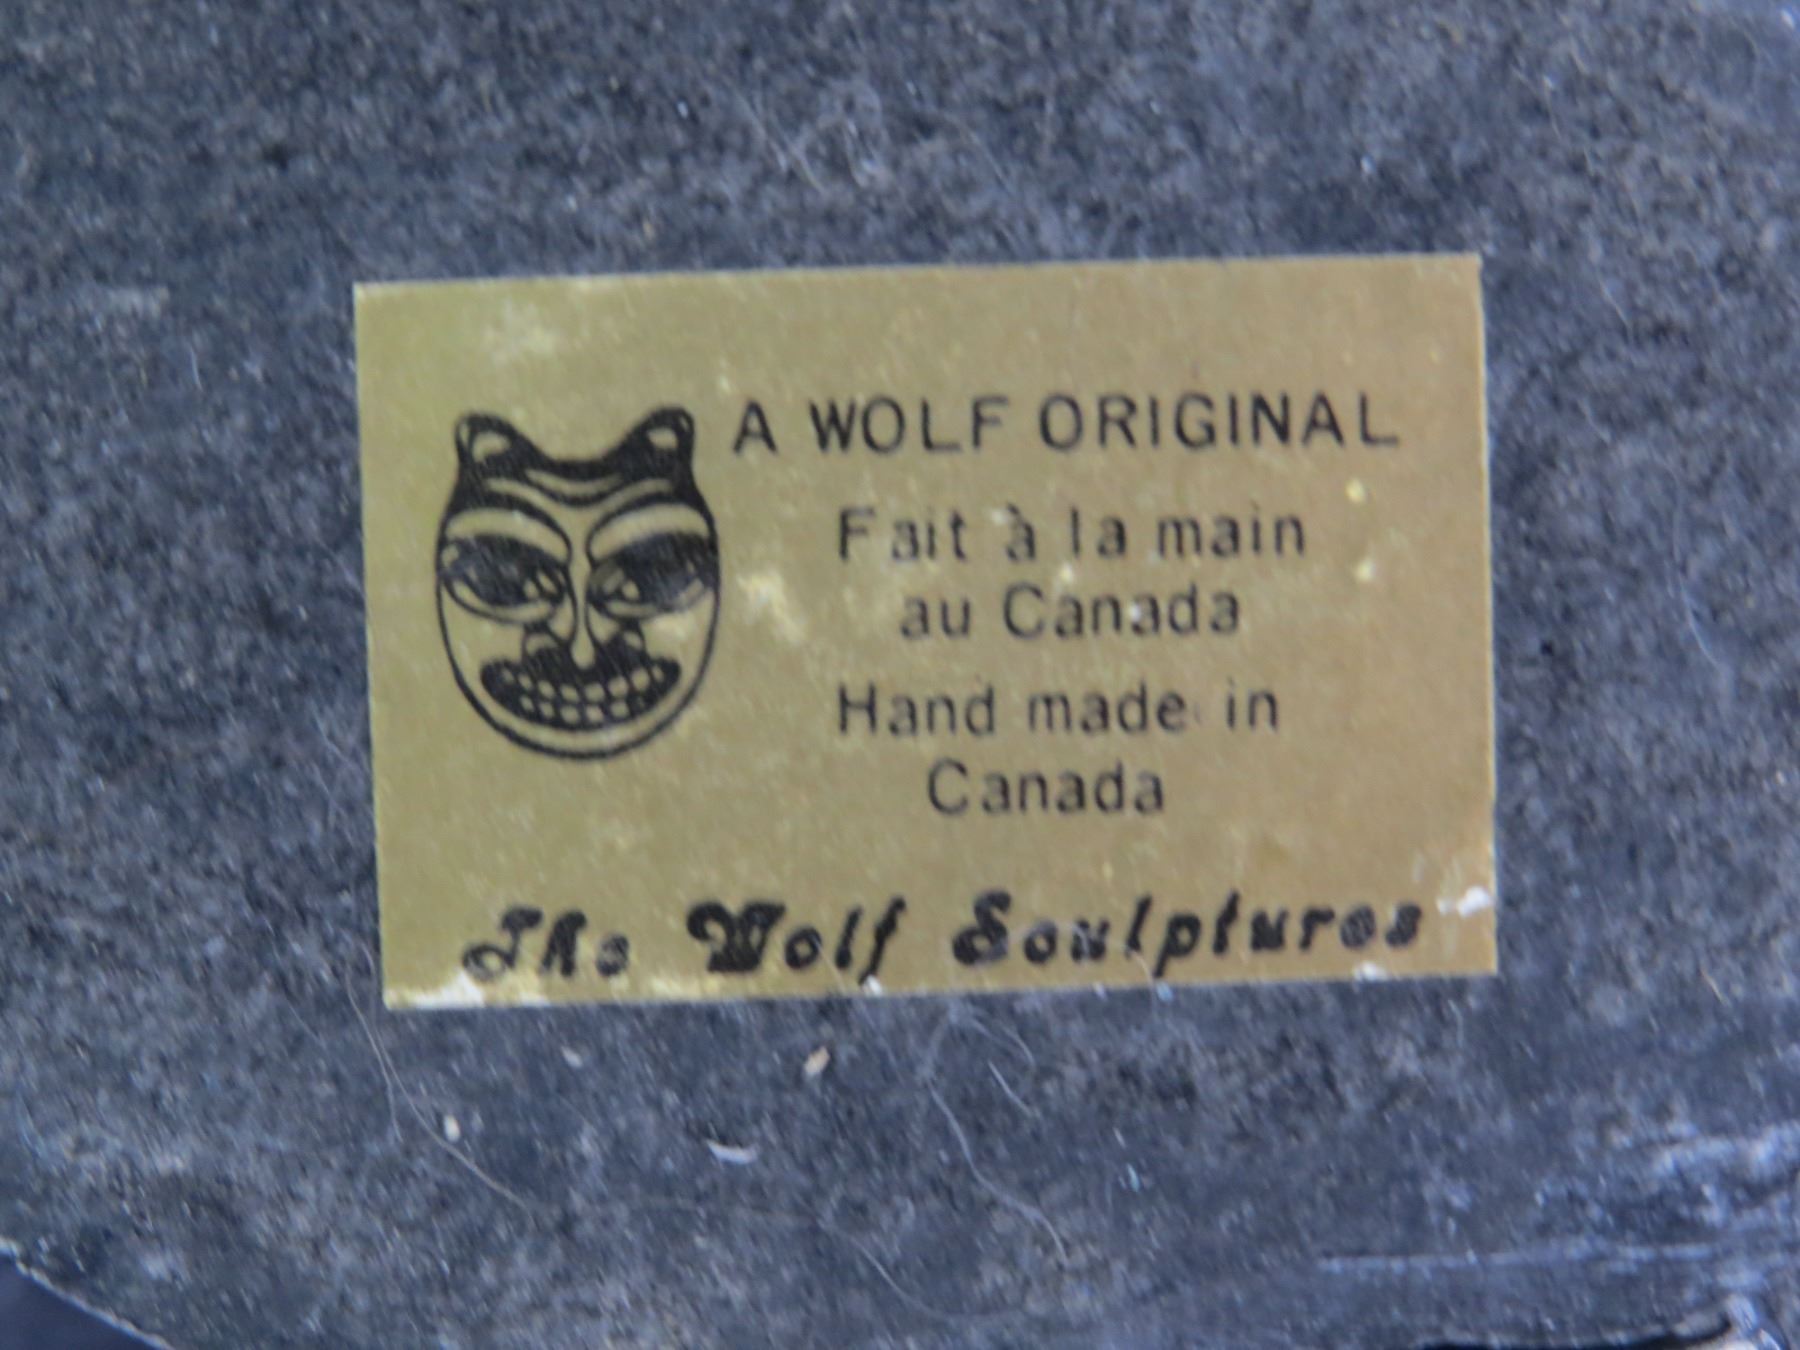 A WOLF ORIGINAL
Fait à la main
au Canada
Hand made in
Canada
The Wolf Sculptures